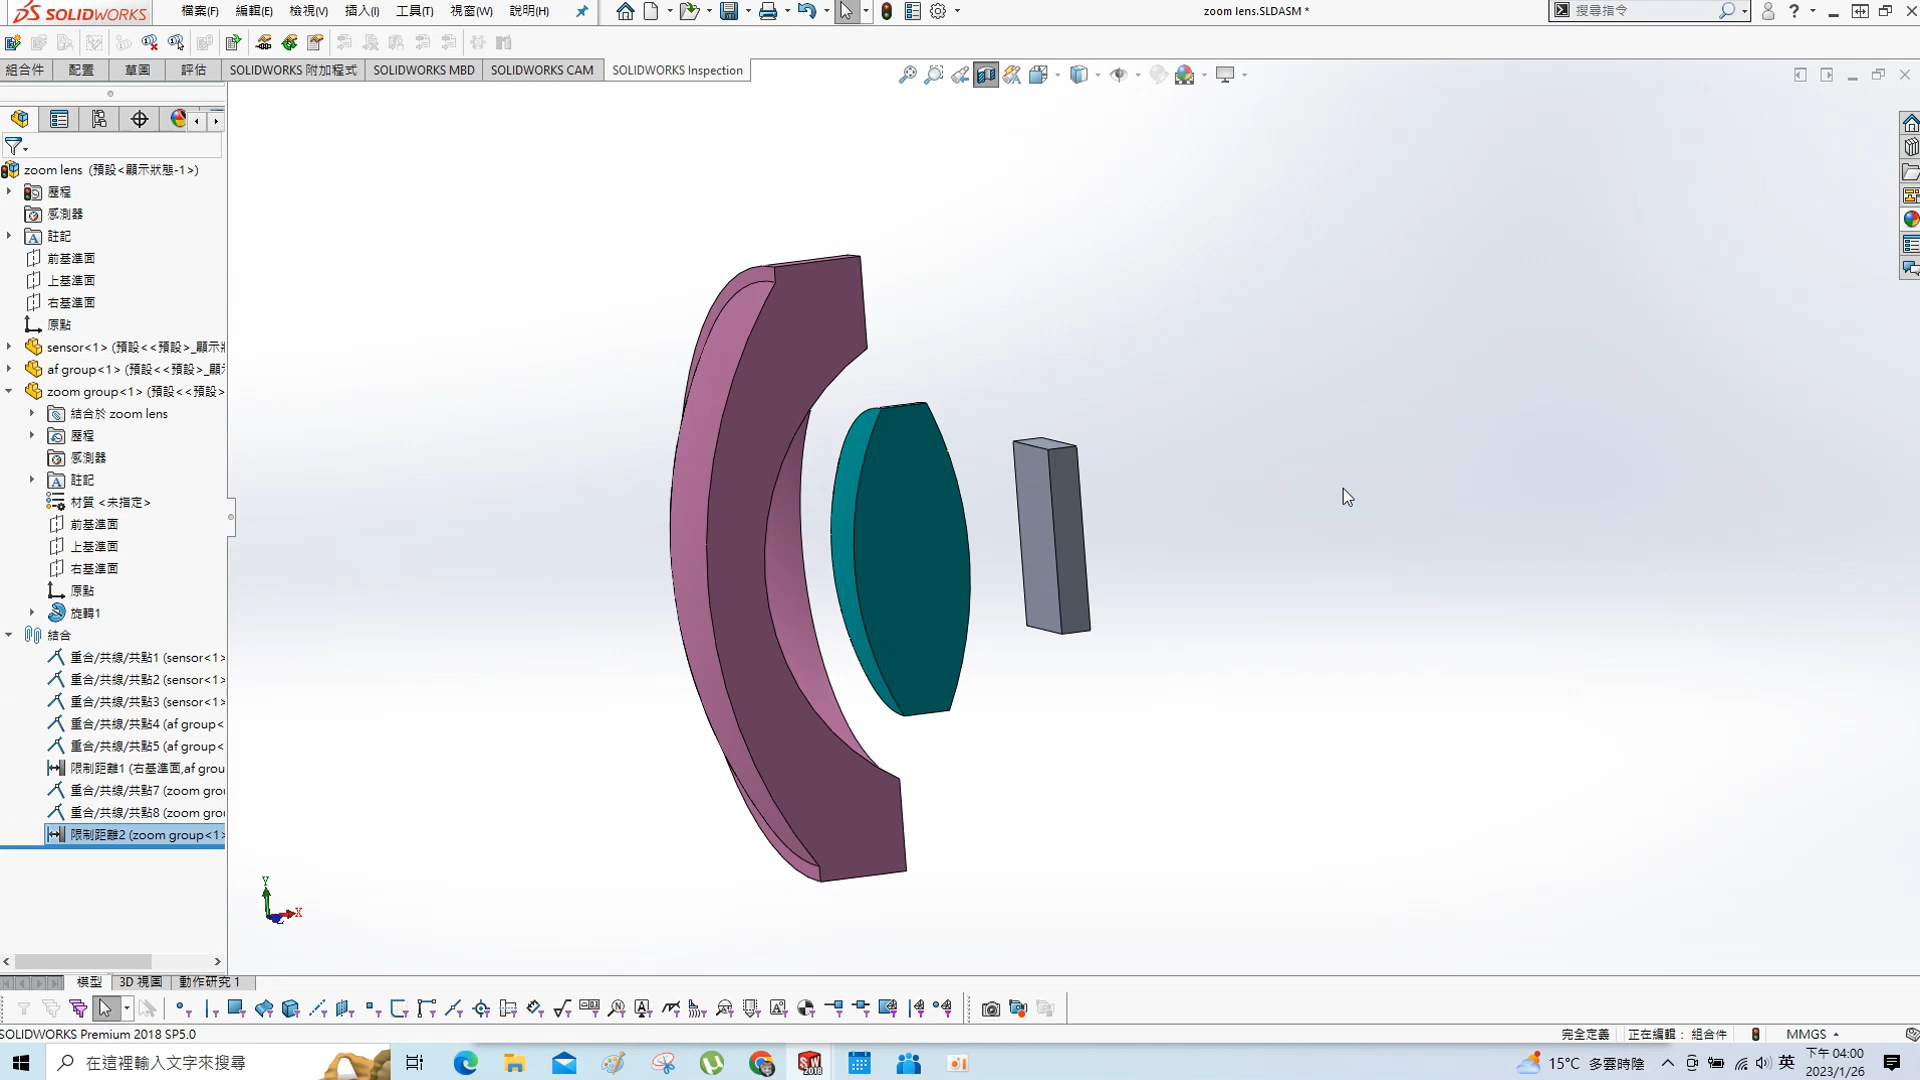 SOLIDWORKS 檔案(F) 編輯(E) 檢視(V) 插入(I) 工具(T) 視窗(W) 說明(H) zoom lens.SLDASM * 搜尋指令
組合件 配置 草圖 評估 SOLIDWORKS 附加程式 SOLIDWORKS MBD SOLIDWORKS CAM SOLIDWORKS Inspection
zoom lens (預設<顯示狀態-1>)
歷程
感測器
註記
前基準面
上基準面
右基準面
原點
sensor<1> (預設<<預設>_顯示
af group<1> (預設<<預設>_顯
zoom group<1> (預設<<預設>
結合於 zoom lens
歷程
感測器
註記
材質 <未指定>
前基準面
上基準面
右基準面
原點
旋轉1
結合
重合/共線/共點1 (sensor<1>
重合/共線/共點2 (sensor<1>
重合/共線/共點3 (sensor<1>
重合/共線/共點4 (af group<
重合/共線/共點5 (af group<
限制距離1 (右基準面,af grou
重合/共線/共點7 (zoom gro
重合/共線/共點8 (zoom gro
限制距離2 (zoom group<1>
Y
X
模型 3D 視圖 動作研究 1
SOLIDWORKS Premium 2018 SP5.0 完全定義 正在編輯: 組合件 MMGS
在這裡輸入文字來搜尋 15°C 多雲時陰 英 下午 04:00
2023/1/26